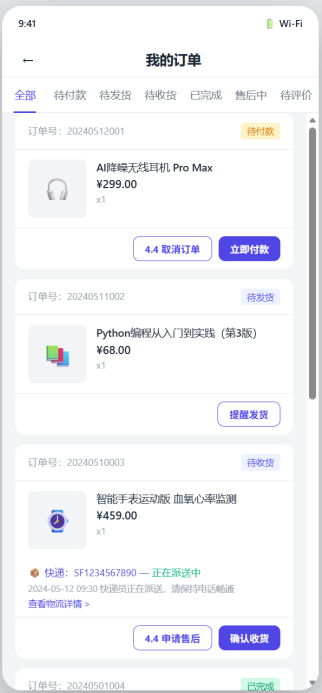 9:41
Wi-Fi
←
我的订单
全部 待付款 待发货 待收货 已完成 售后中 待评价
订单号：20240512001 待付款
AI降噪无线耳机 Pro Max
¥299.00
x1
4.4 取消订单 立即付款
订单号：20240511002 待发货
Python编程从入门到实践（第3版）
¥68.00
x1
提醒发货
订单号：20240510003 待收货
智能手表运动版 血氧心率监测
¥459.00
x1
快递：SF1234567890 — 正在派送中
2024-05-12 09:30 快递员正在派送，请保持电话畅通
查看物流详情 >
4.4 申请售后 确认收货
订单号：20240501004 已完成